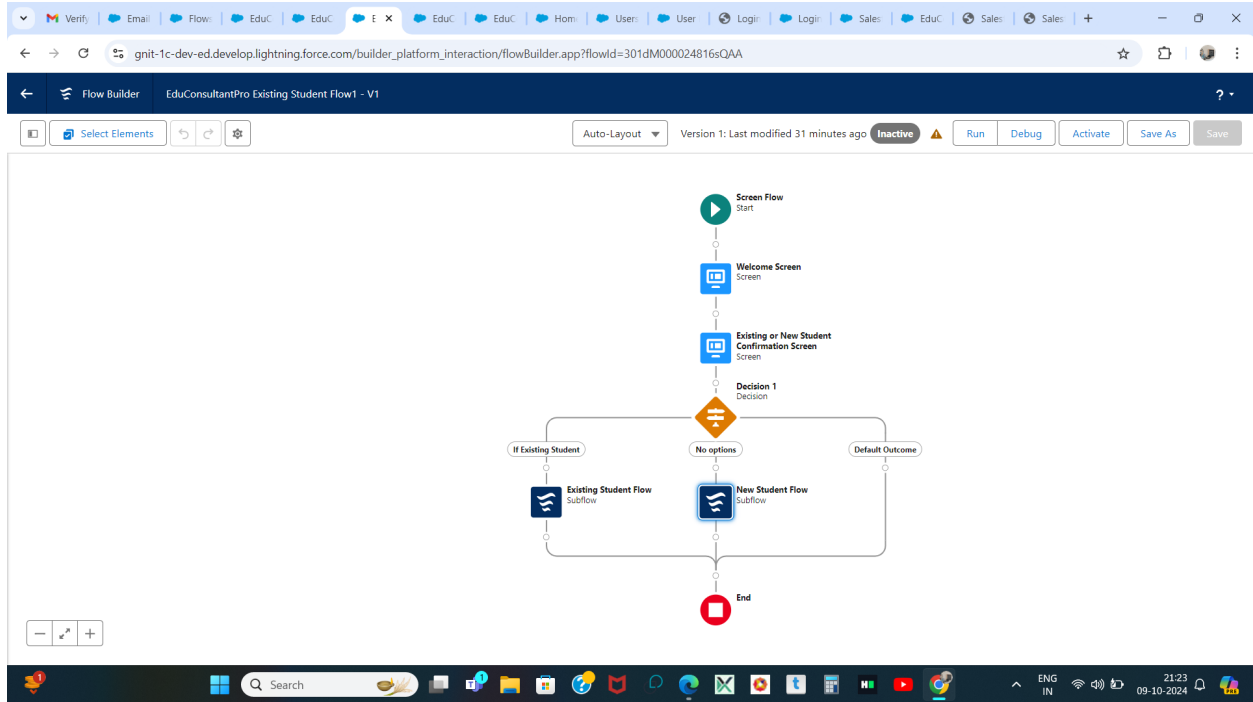 Verify
Email
Flows
EduC
EduC
E
EduC
EduC
Hom
Users
User
Login
Login
Sales
EduC
Sales
Sales
gnit-1c-dev-ed.develop.lightning.force.com/builder_platform_interaction/flowBuilder.app?flowId=301dM000024816sQAA
Flow Builder
EduConsultantPro Existing Student Flow1 - V1
?
Select Elements
Auto-Layout
Version 1: Last modified 31 minutes ago
Inactive
Run
Debug
Activate
Save As
Save
Screen Flow
Start
Welcome Screen
Screen
Existing or New Student
Confirmation Screen
Screen
Decision 1
Decision
If Existing Student
No options
Default Outcome
Existing Student Flow
Subflow
New Student Flow
Subflow
End
1
Search
1
ENG
IN
21:23
09-10-2024